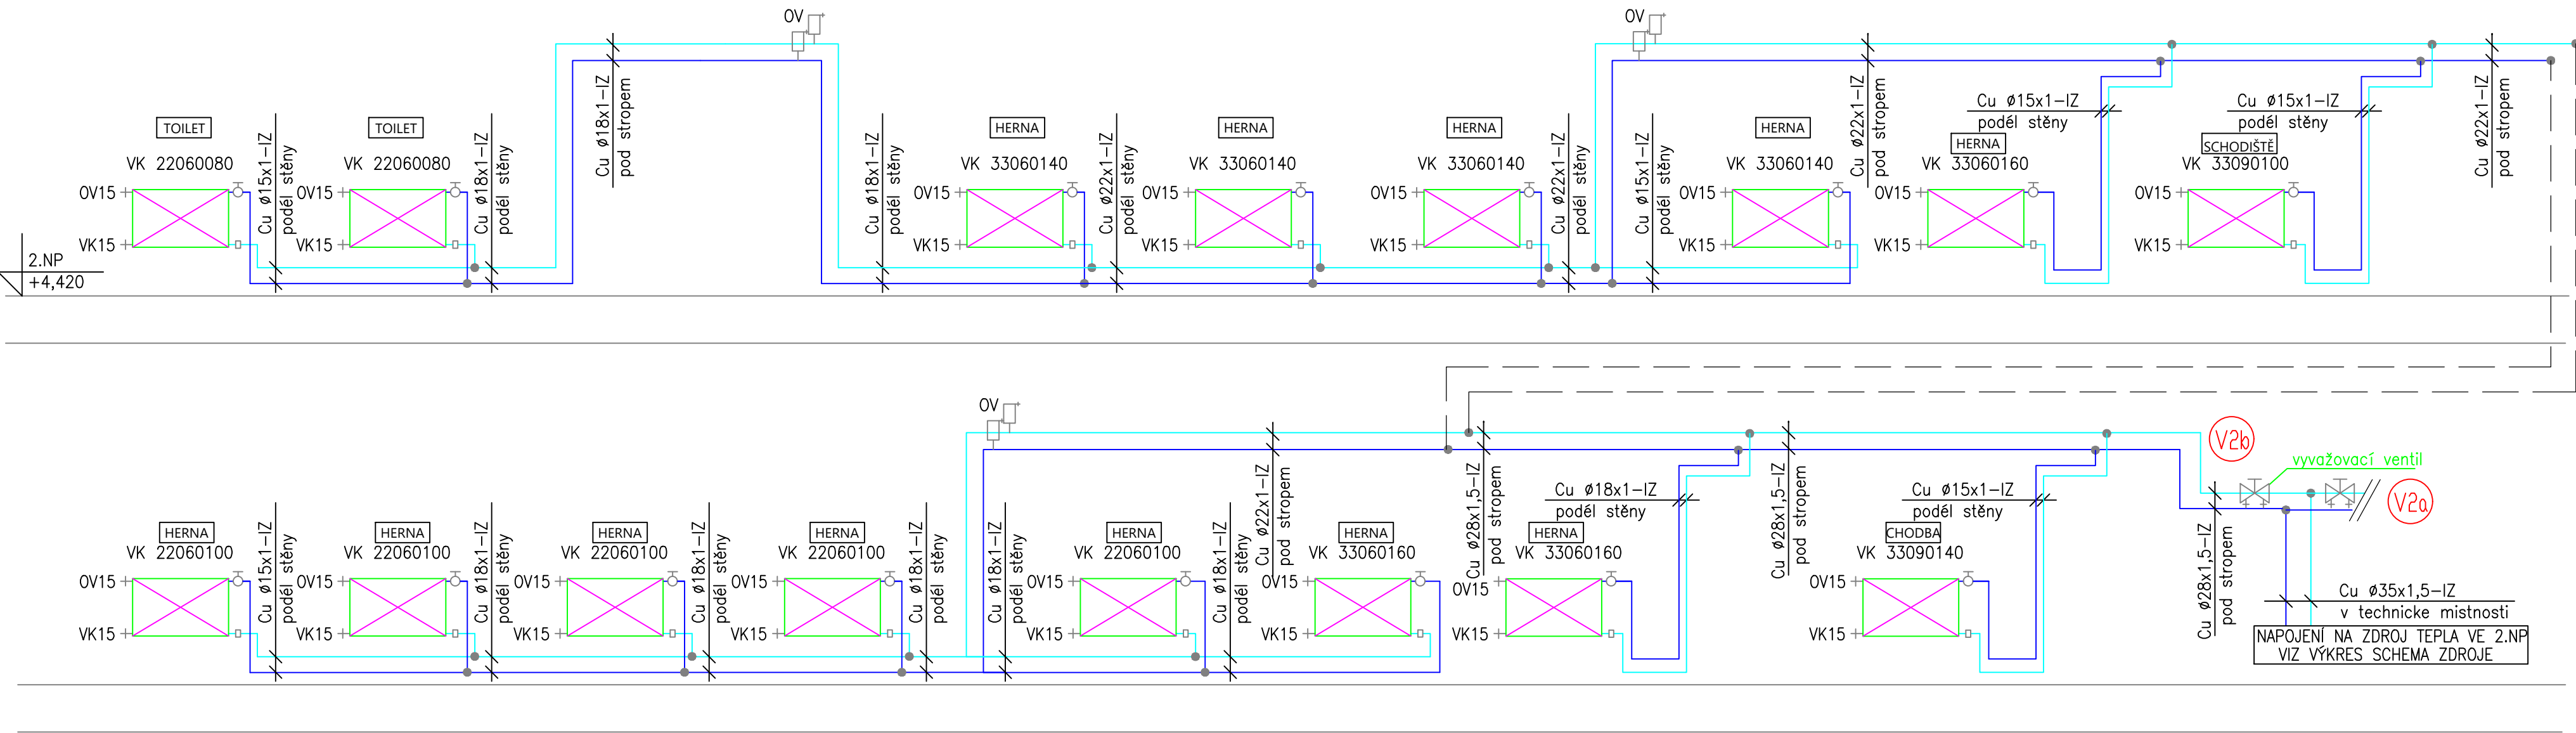 OV
OV
TOILET
VK 22060080
OV15
VK15
Cu ø15x1-IZ
podél stěny
TOILET
VK 22060080
OV15
VK15
Cu ø18x1-IZ
podél stěny
Cu ø18x1-IZ
pod stropem
Cu ø18x1-IZ
podél stěny
HERNA
VK 33060140
OV15
VK15
Cu ø22x1-IZ
podél stěny
HERNA
VK 33060140
OV15
VK15
HERNA
VK 33060140
OV15
VK15
Cu ø22x1-IZ
podél stěny
Cu ø15x1-IZ
podél stěny
HERNA
VK 33060140
OV15
VK15
Cu ø22x1-IZ
pod stropem
Cu ø15x1-IZ
podél stěny
HERNA
VK 33060160
OV15
VK15
Cu ø15x1-IZ
podél stěny
SCHODIŠTĚ
VK 33090100
OV15
VK15
Cu ø22x1-IZ
pod stropem
2.NP
+4,420
OV
HERNA
VK 22060100
OV15
VK15
Cu ø15x1-IZ
podél stěny
HERNA
VK 22060100
OV15
VK15
Cu ø18x1-IZ
podél stěny
HERNA
VK 22060100
OV15
VK15
Cu ø18x1-IZ
podél stěny
HERNA
VK 22060100
OV15
VK15
Cu ø18x1-IZ
podél stěny
Cu ø18x1-IZ
podél stěny
HERNA
VK 22060100
OV15
VK15
Cu ø18x1-IZ
podél stěny
Cu ø22x1-IZ
pod stropem
HERNA
VK 33060160
OV15
VK15
Cu ø28x1,5-IZ
pod stropem
Cu ø18x1-IZ
podél stěny
HERNA
VK 33060160
OV15
VK15
Cu ø28x1,5-IZ
pod stropem
Cu ø15x1-IZ
podél stěny
CHODBA
VK 33090140
OV15
VK15
V2b
vyvažovací ventil
V2a
Cu ø28x1,5-IZ
pod stropem
Cu ø35x1,5-IZ
v technicke mistnosti
NAPOJENÍ NA ZDROJ TEPLA VE 2.NP
VIZ VÝKRES SCHEMA ZDROJE